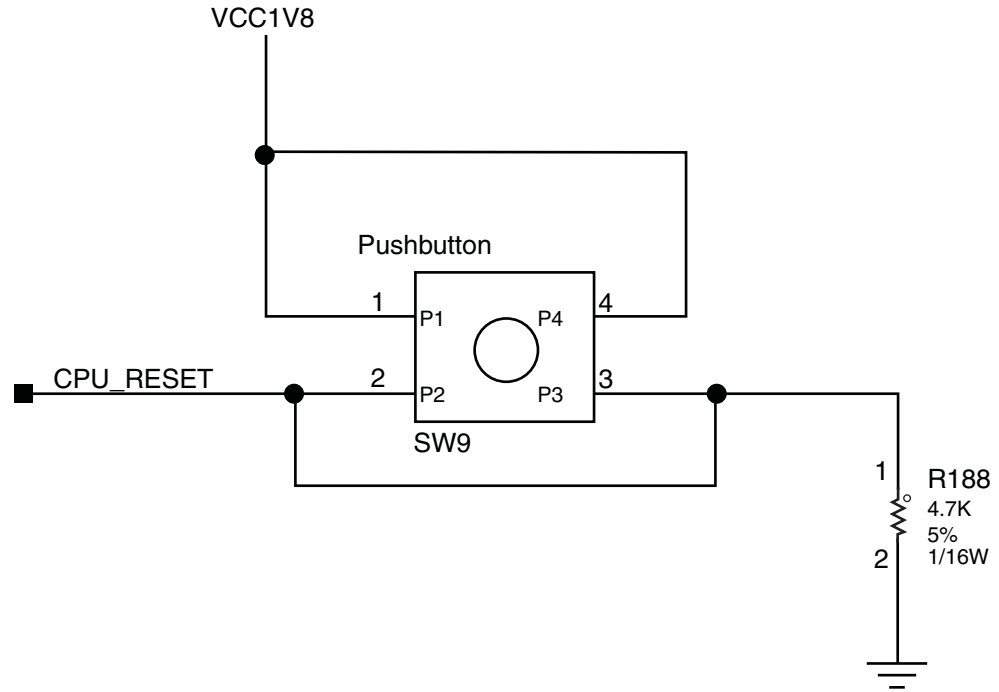 VCC1V8
Pushbutton
1
4
P1
P4
CPU_RESET
2
3
P2
P3
SW9
1
R188
4.7K
5%
2
1/16W